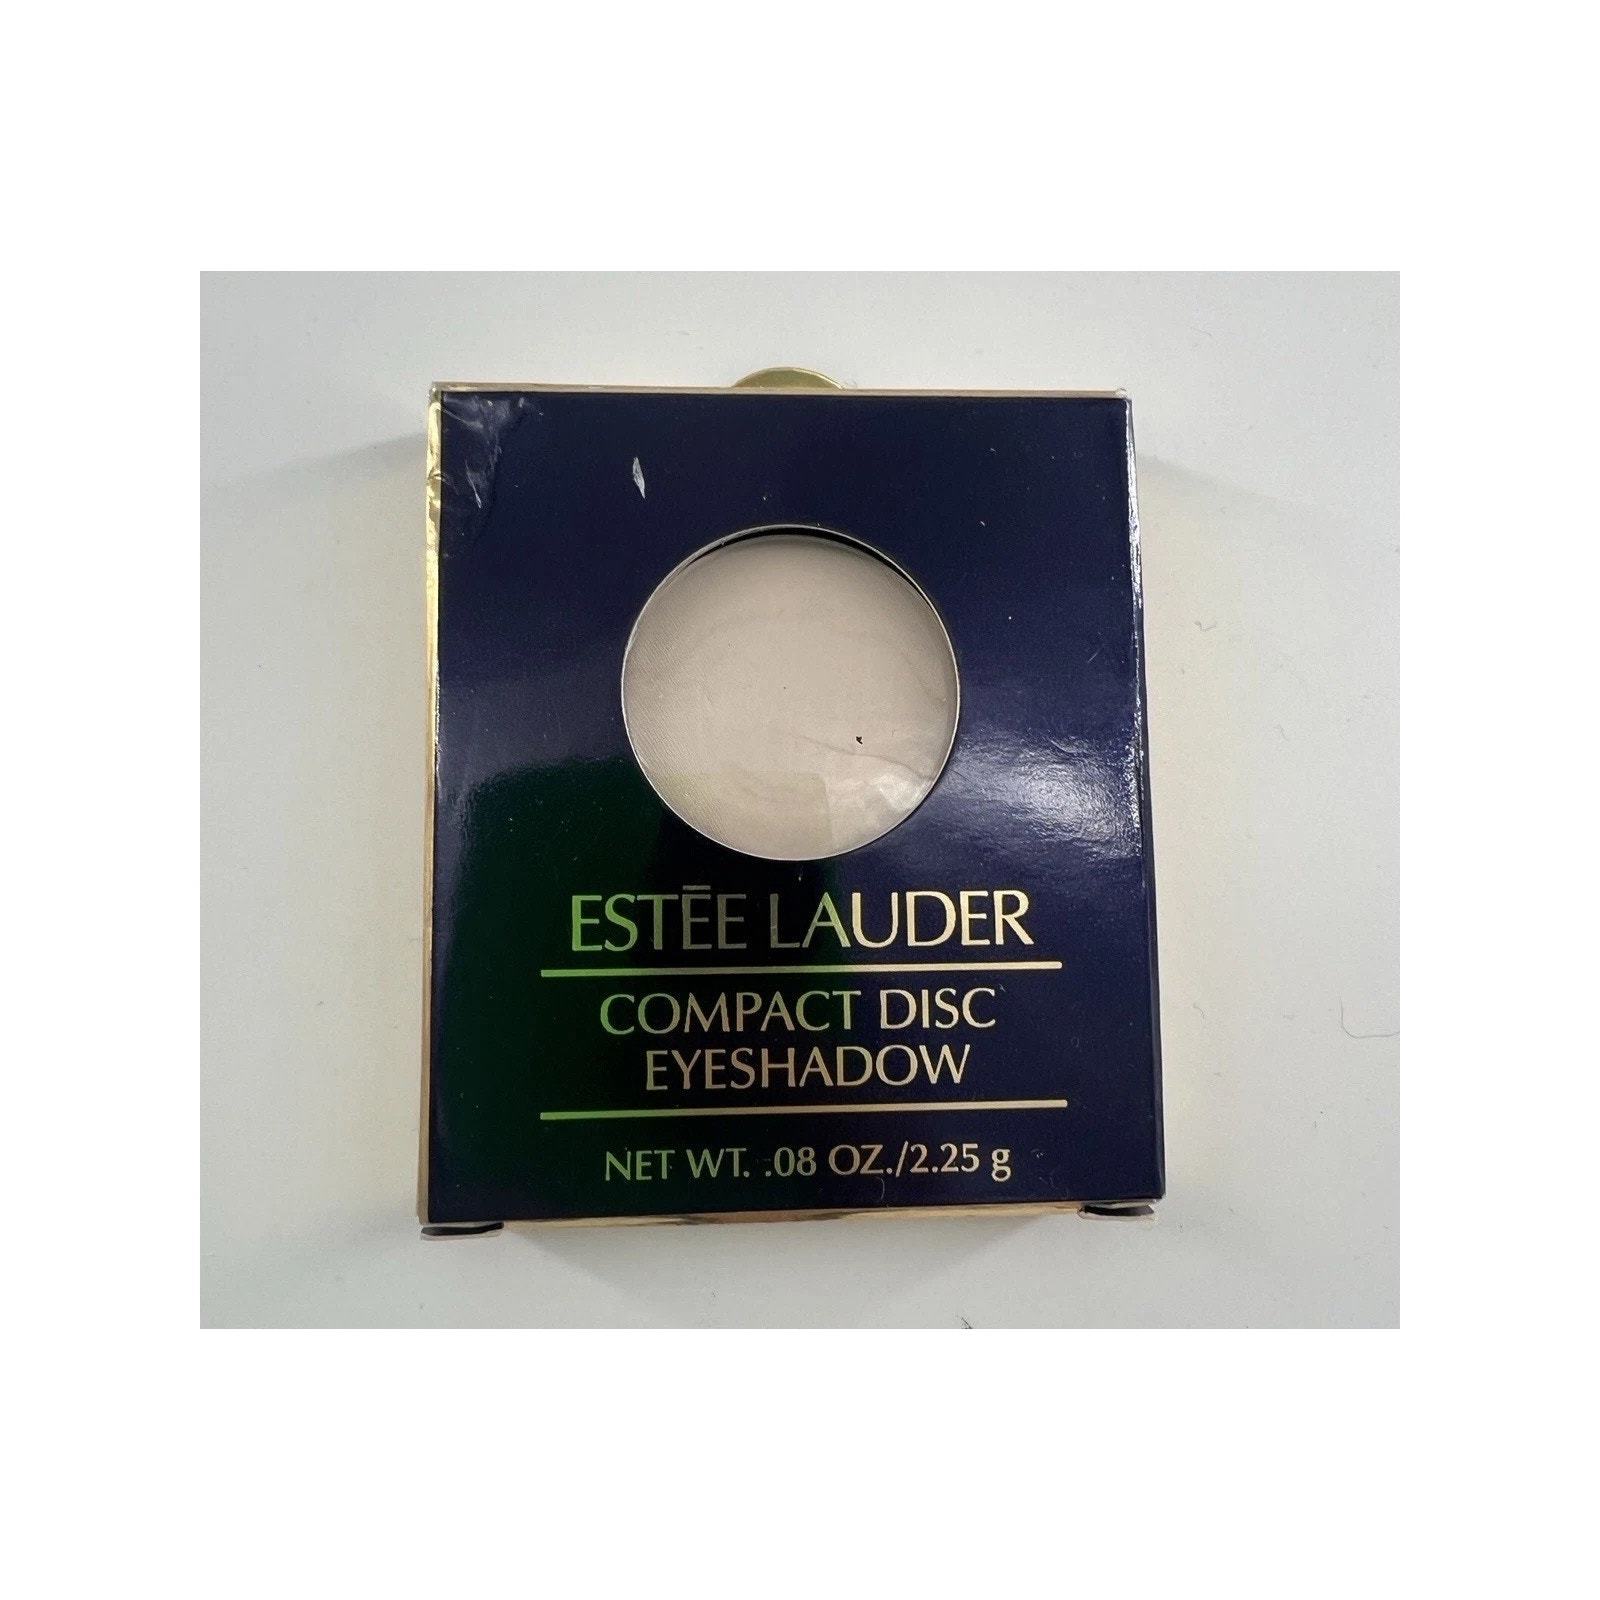 ESTĒE LAUDER
COMPACT DISC
EYESHADOW
NET WT. .08 OZ./2.25 g